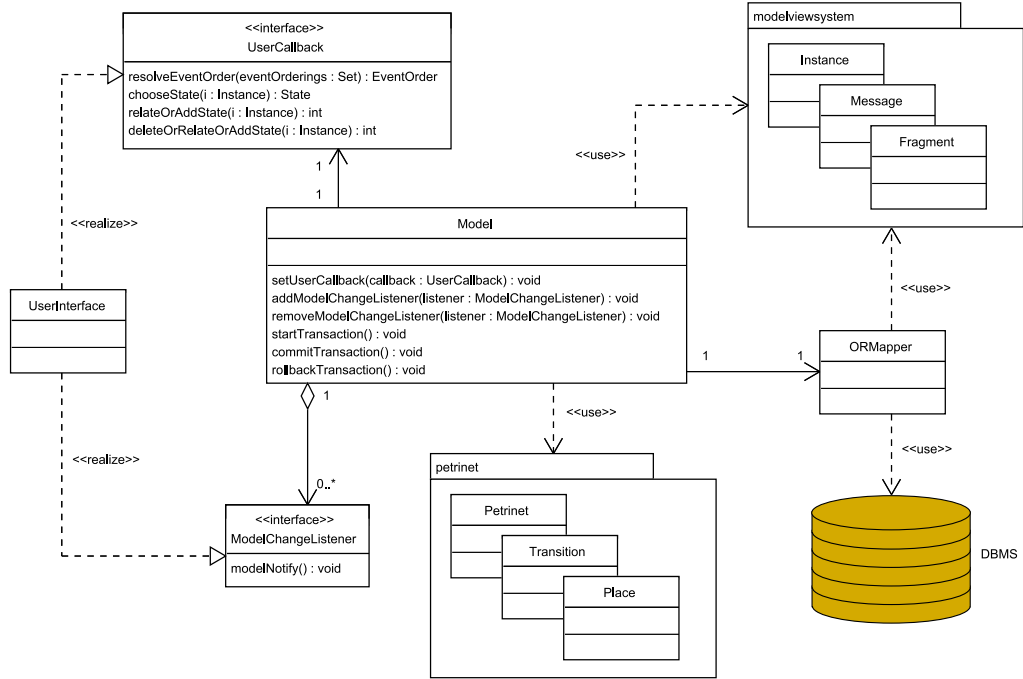 <<interface>>
UserCallback
resolveEventOrder(eventOrderings : Set) : EventOrder
chooseState(i : Instance) : State
relateOrAddState(i : Instance) : int
deleteOrRelateOrAddState(i : Instance) : int
modelviewsystem
Instance
Message
Fragment
<<use>>
1
1
<<realize>>
Model
setUserCallback(callback : UserCallback) : void
addModelChangeListener(listener : ModelChangeListener) : void
removeModelChangeListener(listener : ModelChangeListener) : void
startTransaction() : void
commitTransaction() : void
rollbackTransaction() : void
UserInterface
<<use>>
1
1
ORMapper
1
<<use>>
<<use>>
<<realize>>
0..*
<<interface>>
ModelChangeListener
modelNotify() : void
petrinet
Petrinet
Transition
Place
DBMS